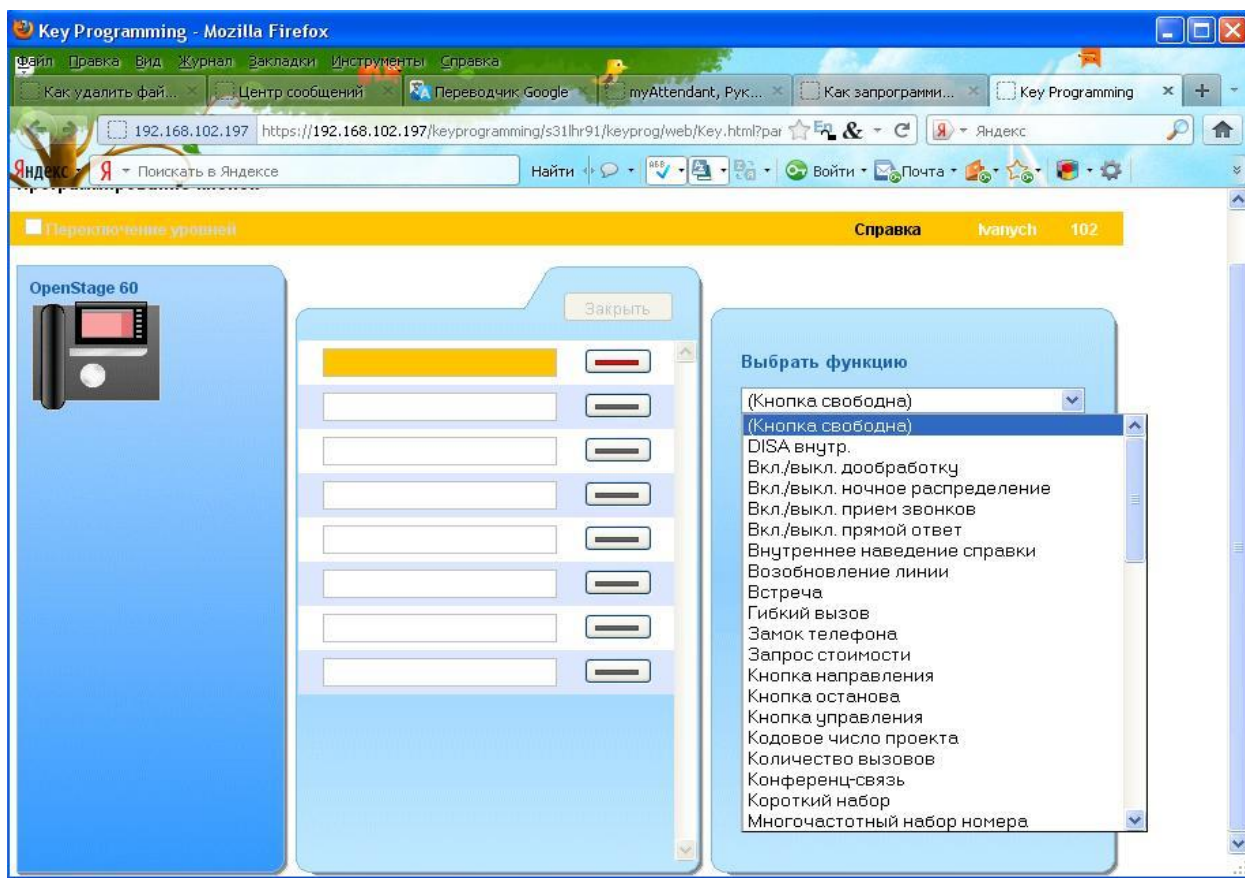 Key Programming - Mozilla Firefox
Файл Правка Вид Журнал Закладки Инструменты Справка
Как удалить фай... Центр сообщений Переводчик Google myAttendant, Рук... Как запрограмми... Key Programming
192.168.102.197 https://192.168.102.197/keyprogramming/s31lhr91/keyprog/web/Key.html?par Яндекс
Яндекс Поискать в Яндексе Найти Войти Почта
Переключение уровней Справка Ivanych 102
OpenStage 60
Закрыть
Выбрать функцию
(Кнопка свободна)
(Кнопка свободна)
DISA внутр.
Вкл./выкл. дообработку
Вкл./выкл. ночное распределение
Вкл./выкл. прием звонков
Вкл./выкл. прямой ответ
Внутреннее наведение справки
Возобновление линии
Встреча
Гибкий вызов
Замок телефона
Запрос стоимости
Кнопка направления
Кнопка останова
Кнопка управления
Кодовое число проекта
Количество вызовов
Конференц-связь
Короткий набор
Многочастотный набор номера